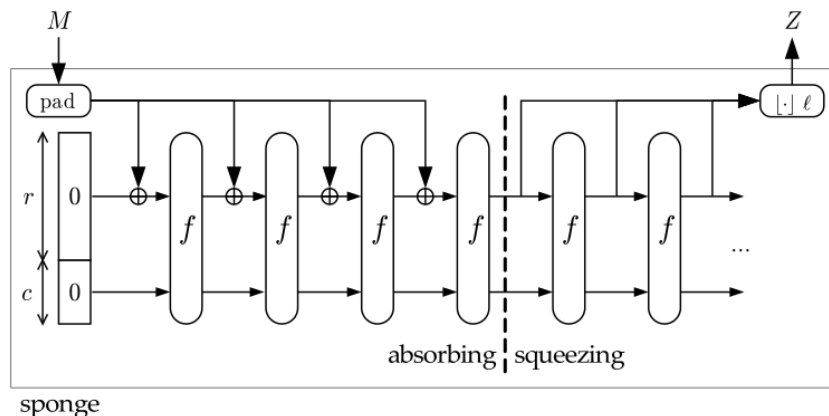 M Z
pad ⌊·⌋ ℓ
r 0 ⊕ f ⊕ f ⊕ f ⊕ f f f
...
c 0
absorbing squeezing
sponge